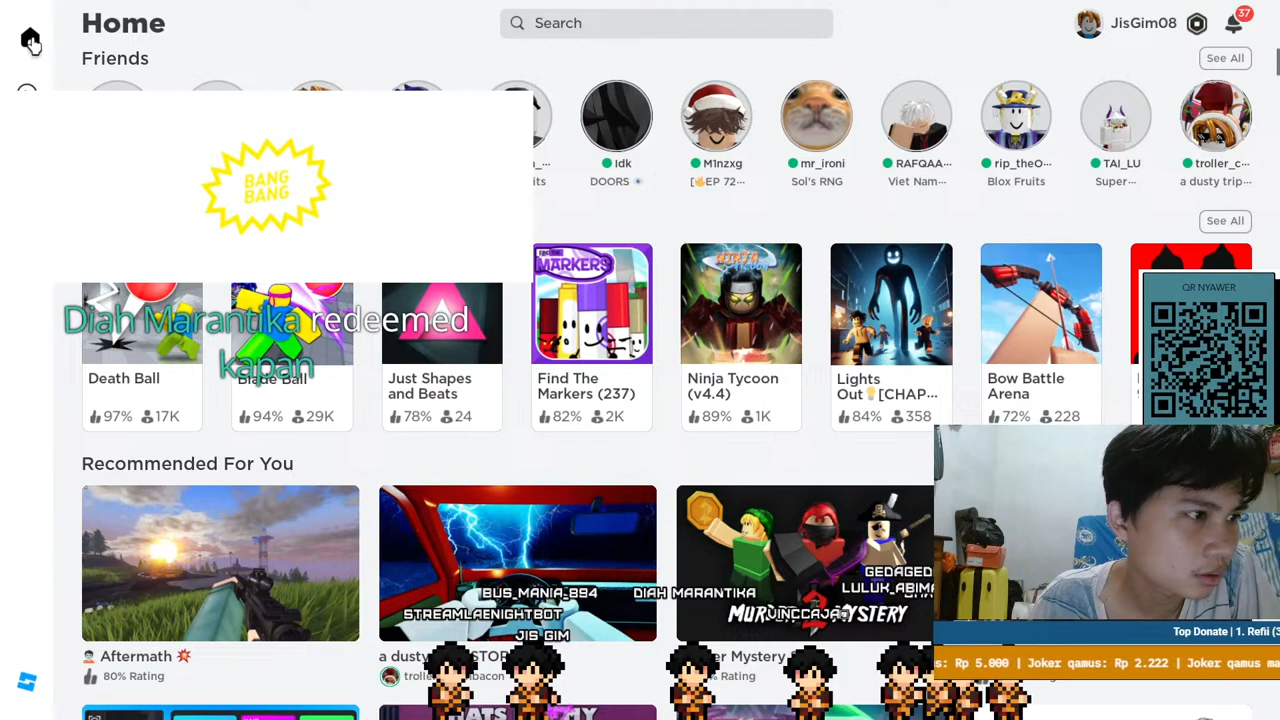 Home
Search
JisGim08
37
Friends
See All
Idk
M1nzxg
mr_ironi
RAFQAA...
rip_theO...
TAI_LU
troller_c...
DOORS
[🔥EP 72...
Sol's RNG
Viet Nam...
Blox Fruits
Super...
a dusty trip...
BANG
BANG
See All
MARKERS
QR NYAWER
Diah Marantika redeemed
kapan
Death Ball
Blade Ball
Just Shapes
and Beats
Find The
Markers (237)
Ninja Tycoon
(v4.4)
Lights
Out💡[CHAP...
Bow Battle
Arena
97% 17K
94% 29K
78% 24
82% 2K
89% 1K
84% 358
72% 228
Recommended For You
BUS_MANIA_894
DIAH MARANTIKA
STREAMLAENIGHTBOT
JIS GIM
Top Donate | 1. Refii (3
s: Rp 5.000 | Joker qamus: Rp 2.222 | Joker qamus ma
Aftermath 💥
80% Rating